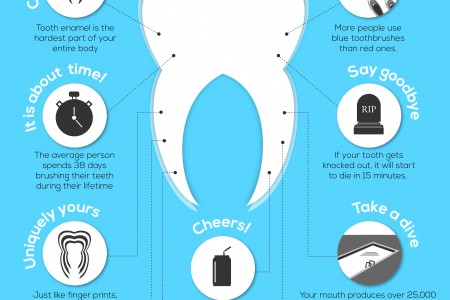 Tooth enamel is the
hardest part of your
entire body
More people use
blue toothbrushes
than red ones.
It is about time!
The average person
spends 38 days
brushing their teeth
during their lifetime
Say goodbye
RIP
If your tooth gets
knocked out, it will start
to die in 15 minutes.
Uniquely yours
Just like finger prints,
Cheers!
Take a dive
Your mouth produces over 25,000